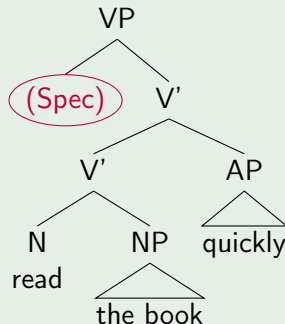 VP
(Spec) V'
V' AP
N NP quickly
read
the book